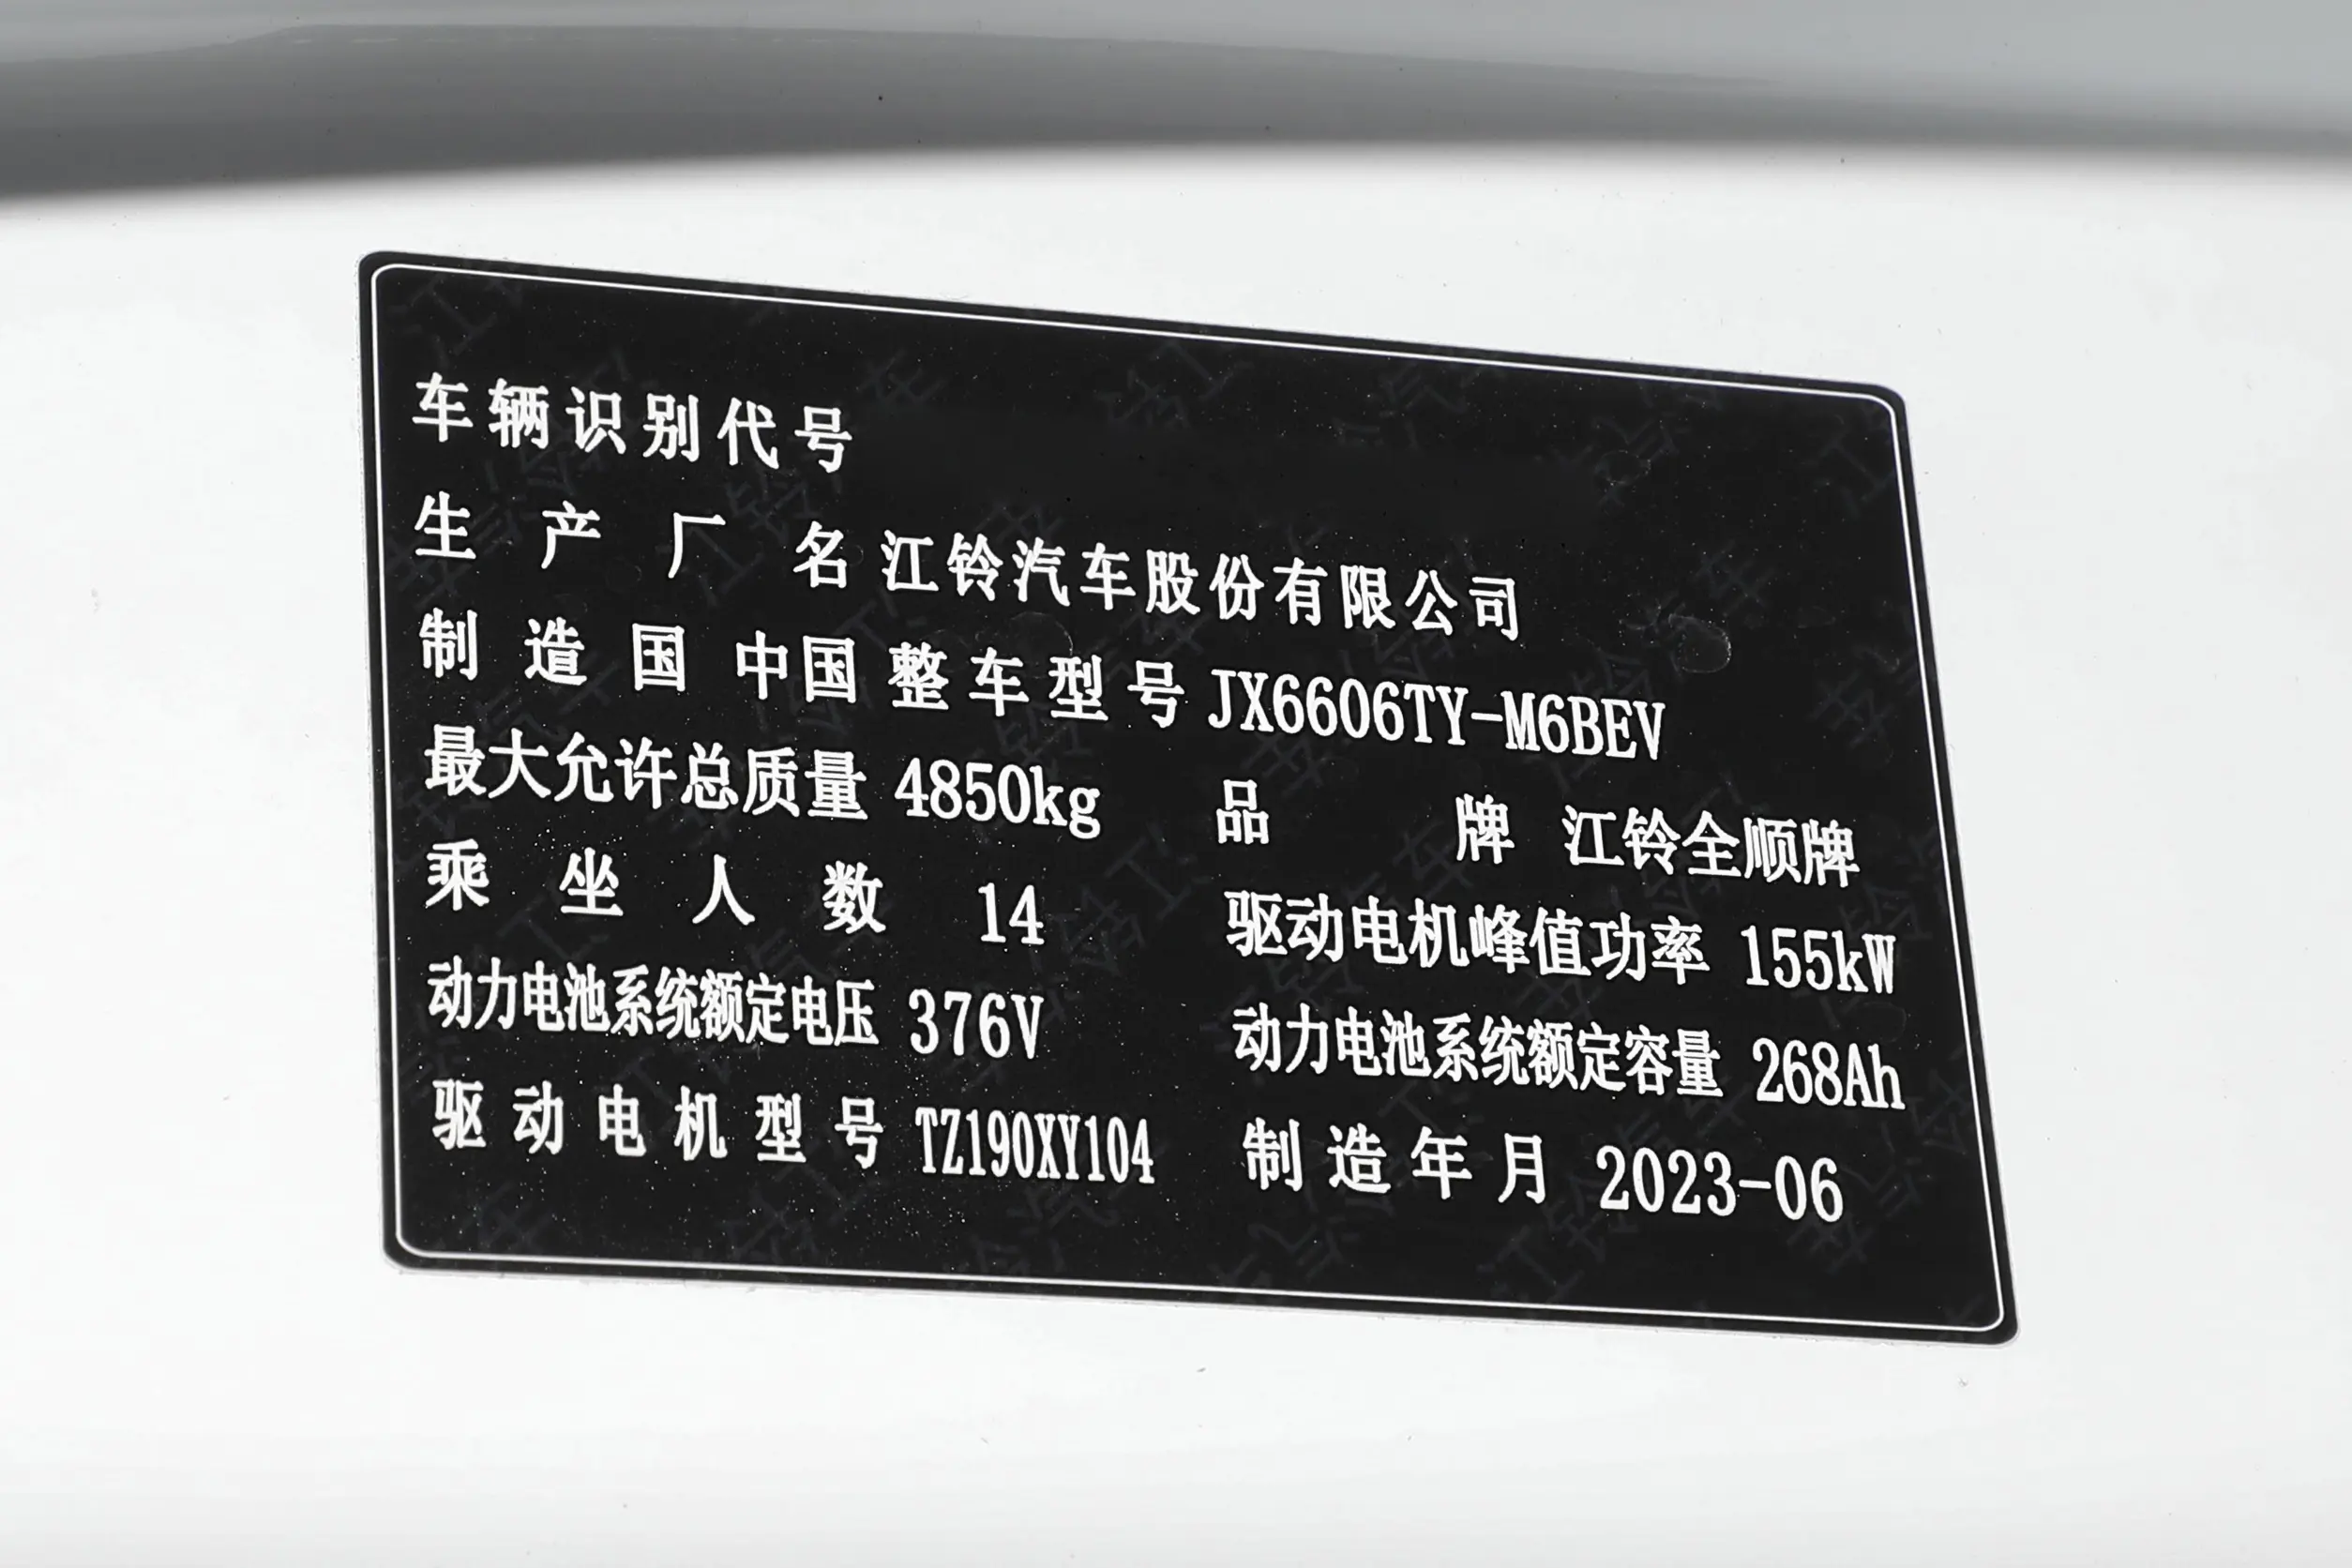 车辆识别代号
生产厂名 江铃汽车股份有限公司
制造国 中国 整车型号 JX6606TY-M6BEV
最大允许总质量 4850kg 品牌 江铃全顺牌
乘坐人数 14 驱动电机峰值功率 155kW
动力电池系统额定电压 376V 动力电池系统额定容量 268Ah
驱动电机型号 TZ190XY104 制造年月 2023-06